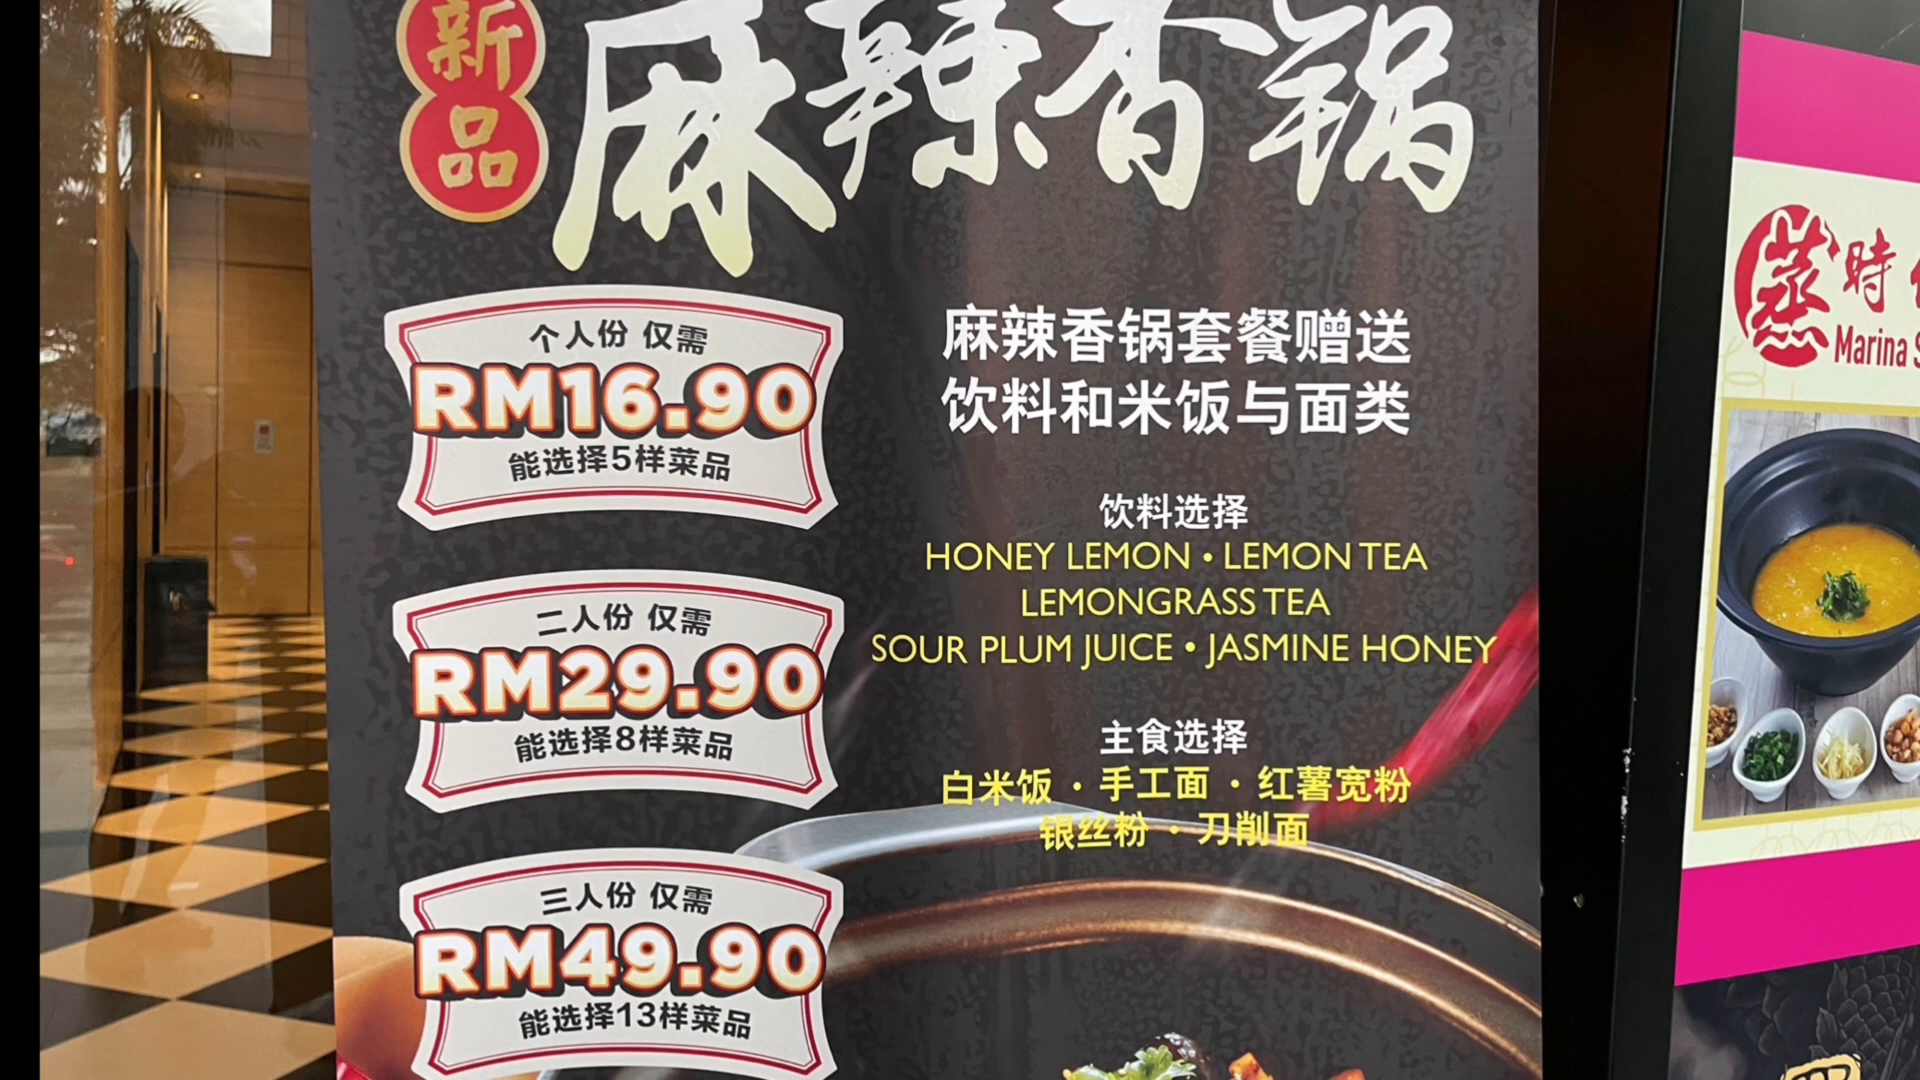 新品
麻辣香锅
个人份 仅需
RM16.90
能选择5样菜品
二人份 仅需
RM29.90
能选择8样菜品
三人份 仅需
RM49.90
能选择13样菜品
麻辣香锅套餐赠送
饮料和米饭与面类
饮料选择
HONEY LEMON • LEMON TEA
LEMONGRASS TEA
SOUR PLUM JUICE • JASMINE HONEY
主食选择
白米饭 · 手工面 · 红薯宽粉
银丝粉 · 刀削面
蒸時
Marina